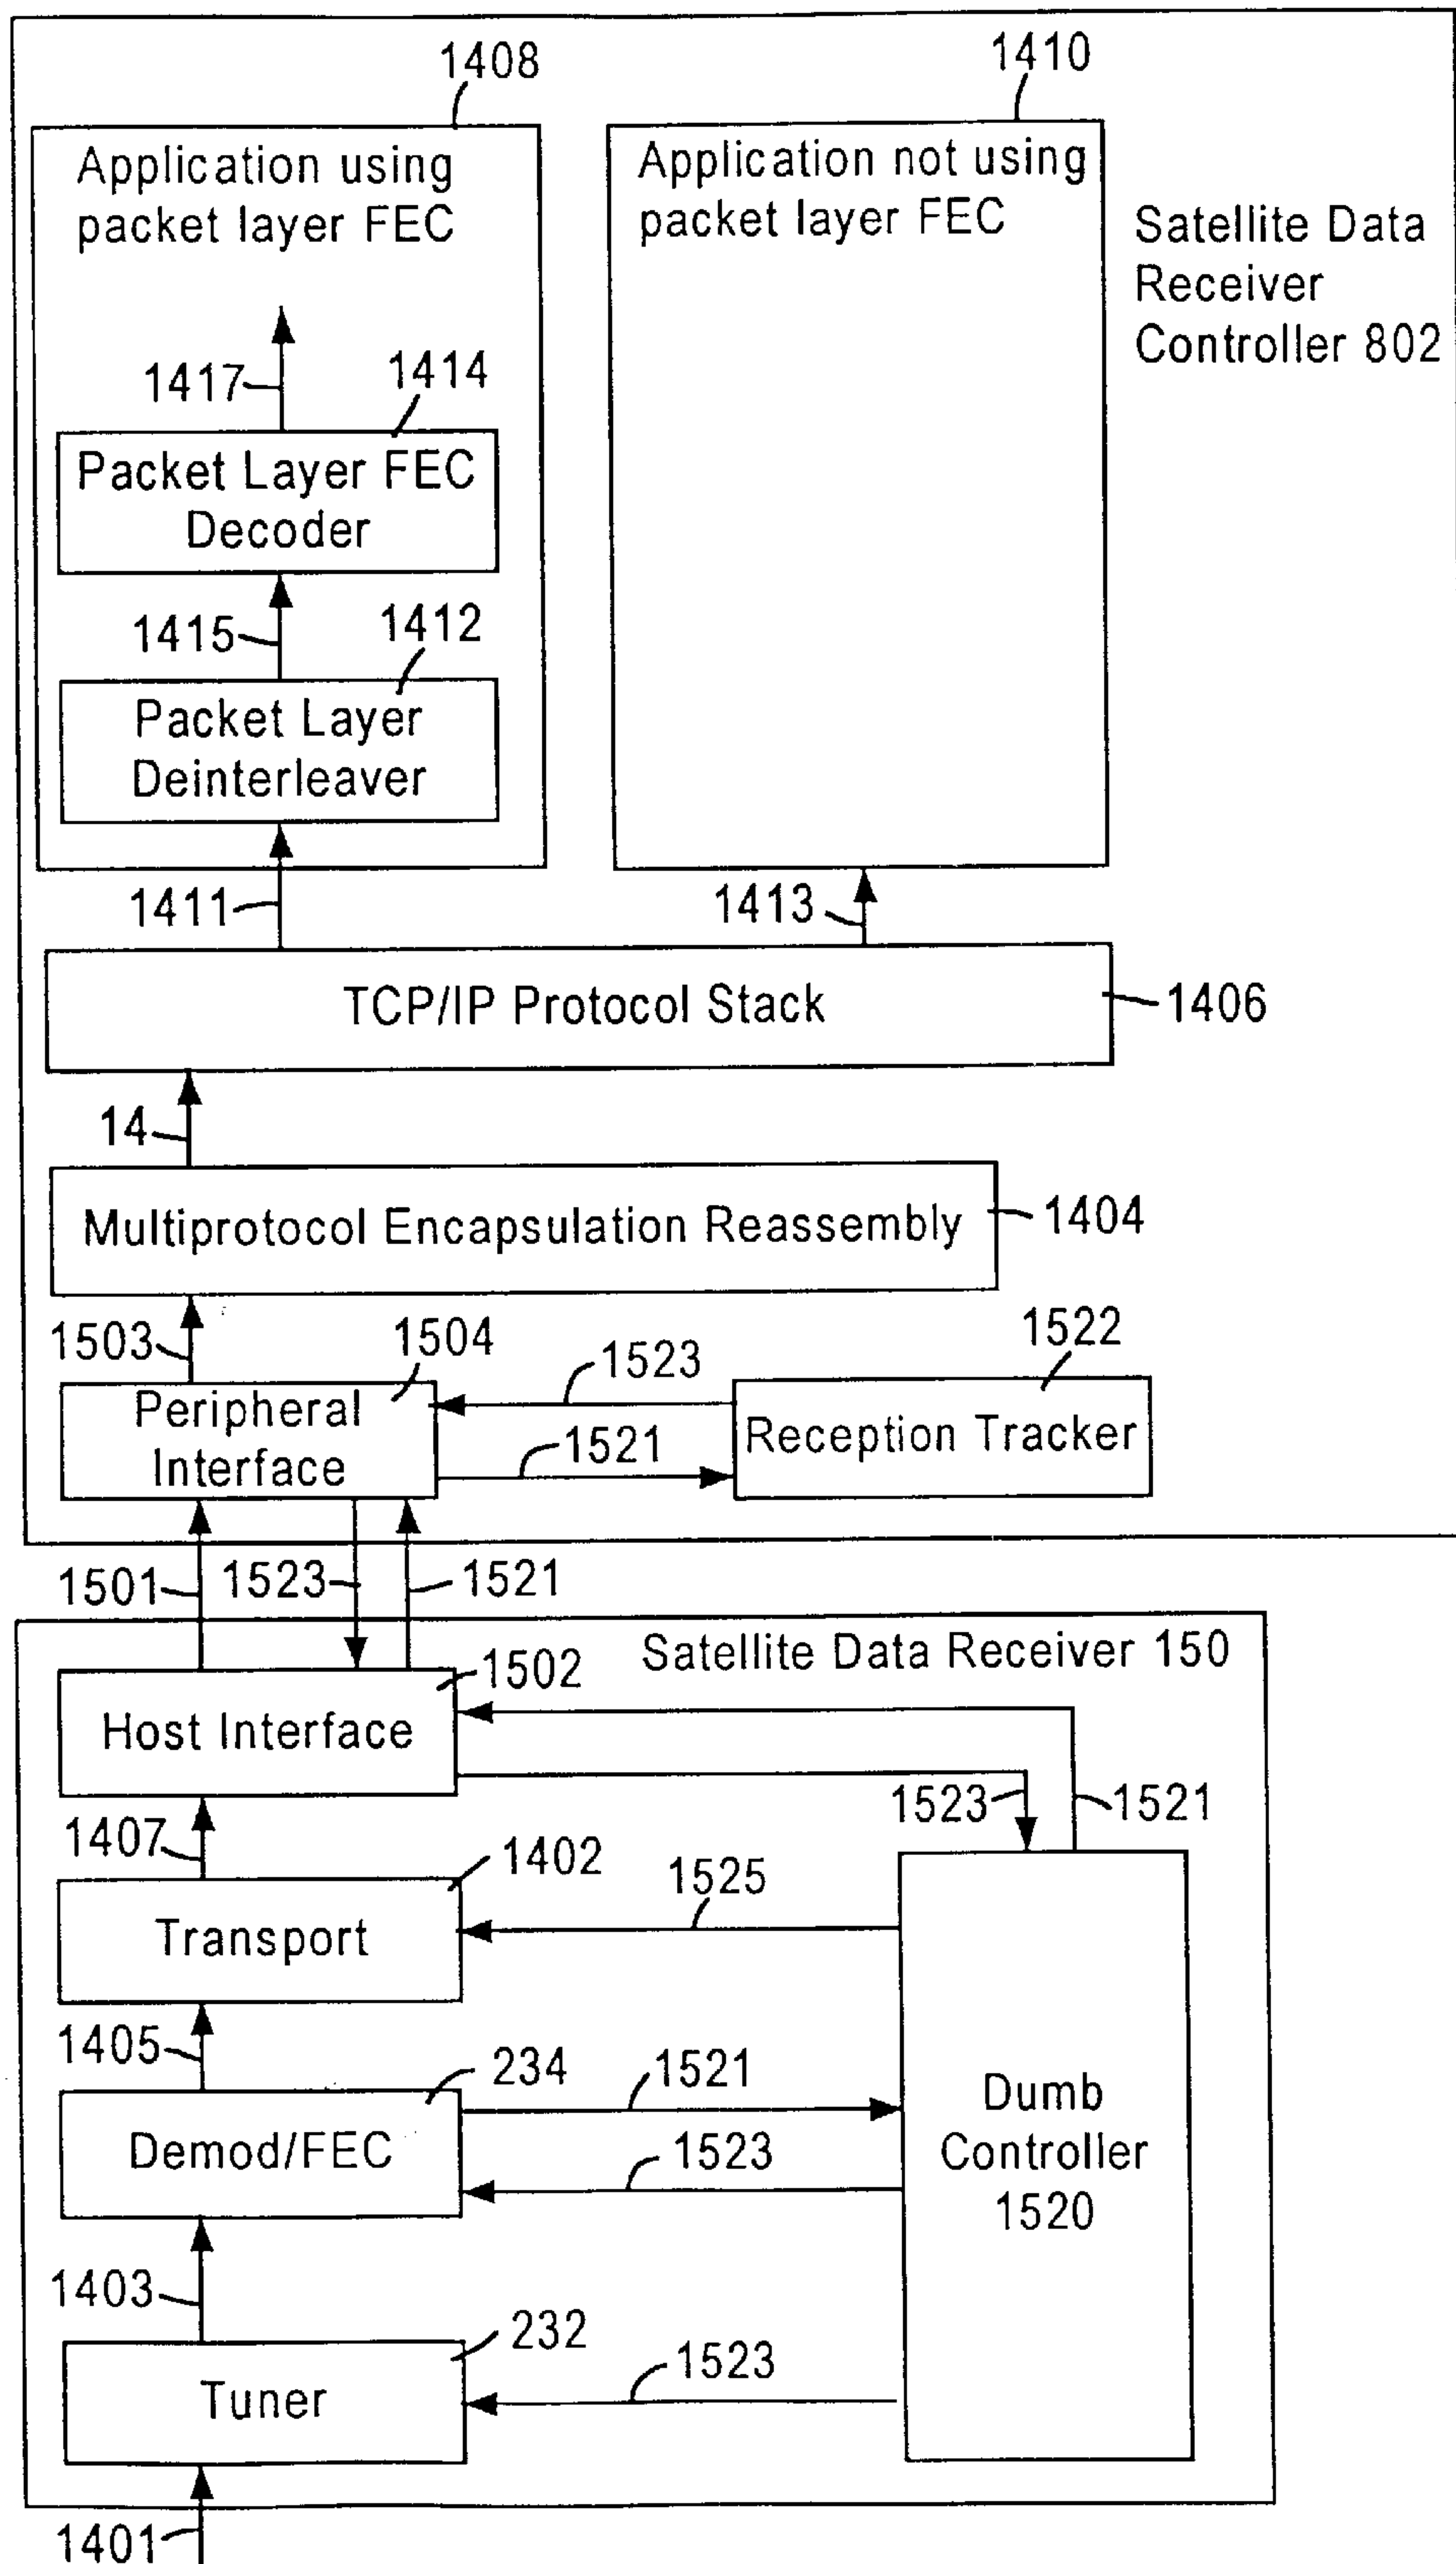 1408
1410
Application using
packet layer FEC
Application not using
packet layer FEC
Satellite Data
Receiver
Controller 802
1417
1414
Packet Layer FEC
Decoder
1415
1412
Packet Layer
Deinterleaver
1411
1413
TCP/IP Protocol Stack
1406
14
Multiprotocol Encapsulation Reassembly
1404
1503
1504
1523
1522
Peripheral
Interface
1521
Reception Tracker
1501
1523
1521
Satellite Data Receiver 150
1502
Host Interface
1523
1521
1407
1402
1525
Transport
1405
234
1521
Demod/FEC
1523
Dumb
Controller
1520
1403
232
1523
Tuner
1401